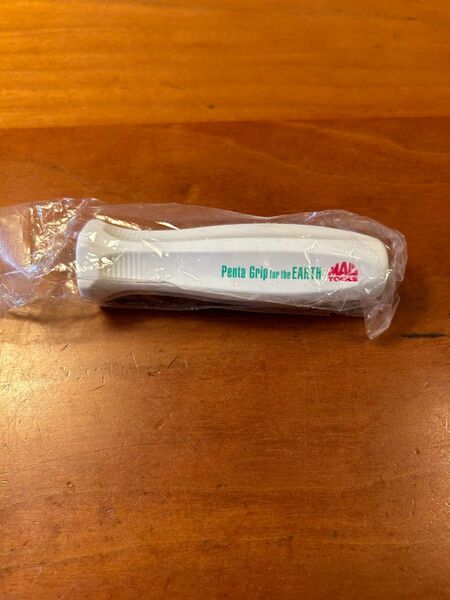 Penta Grip for the EARTH
MAC
TOOLS